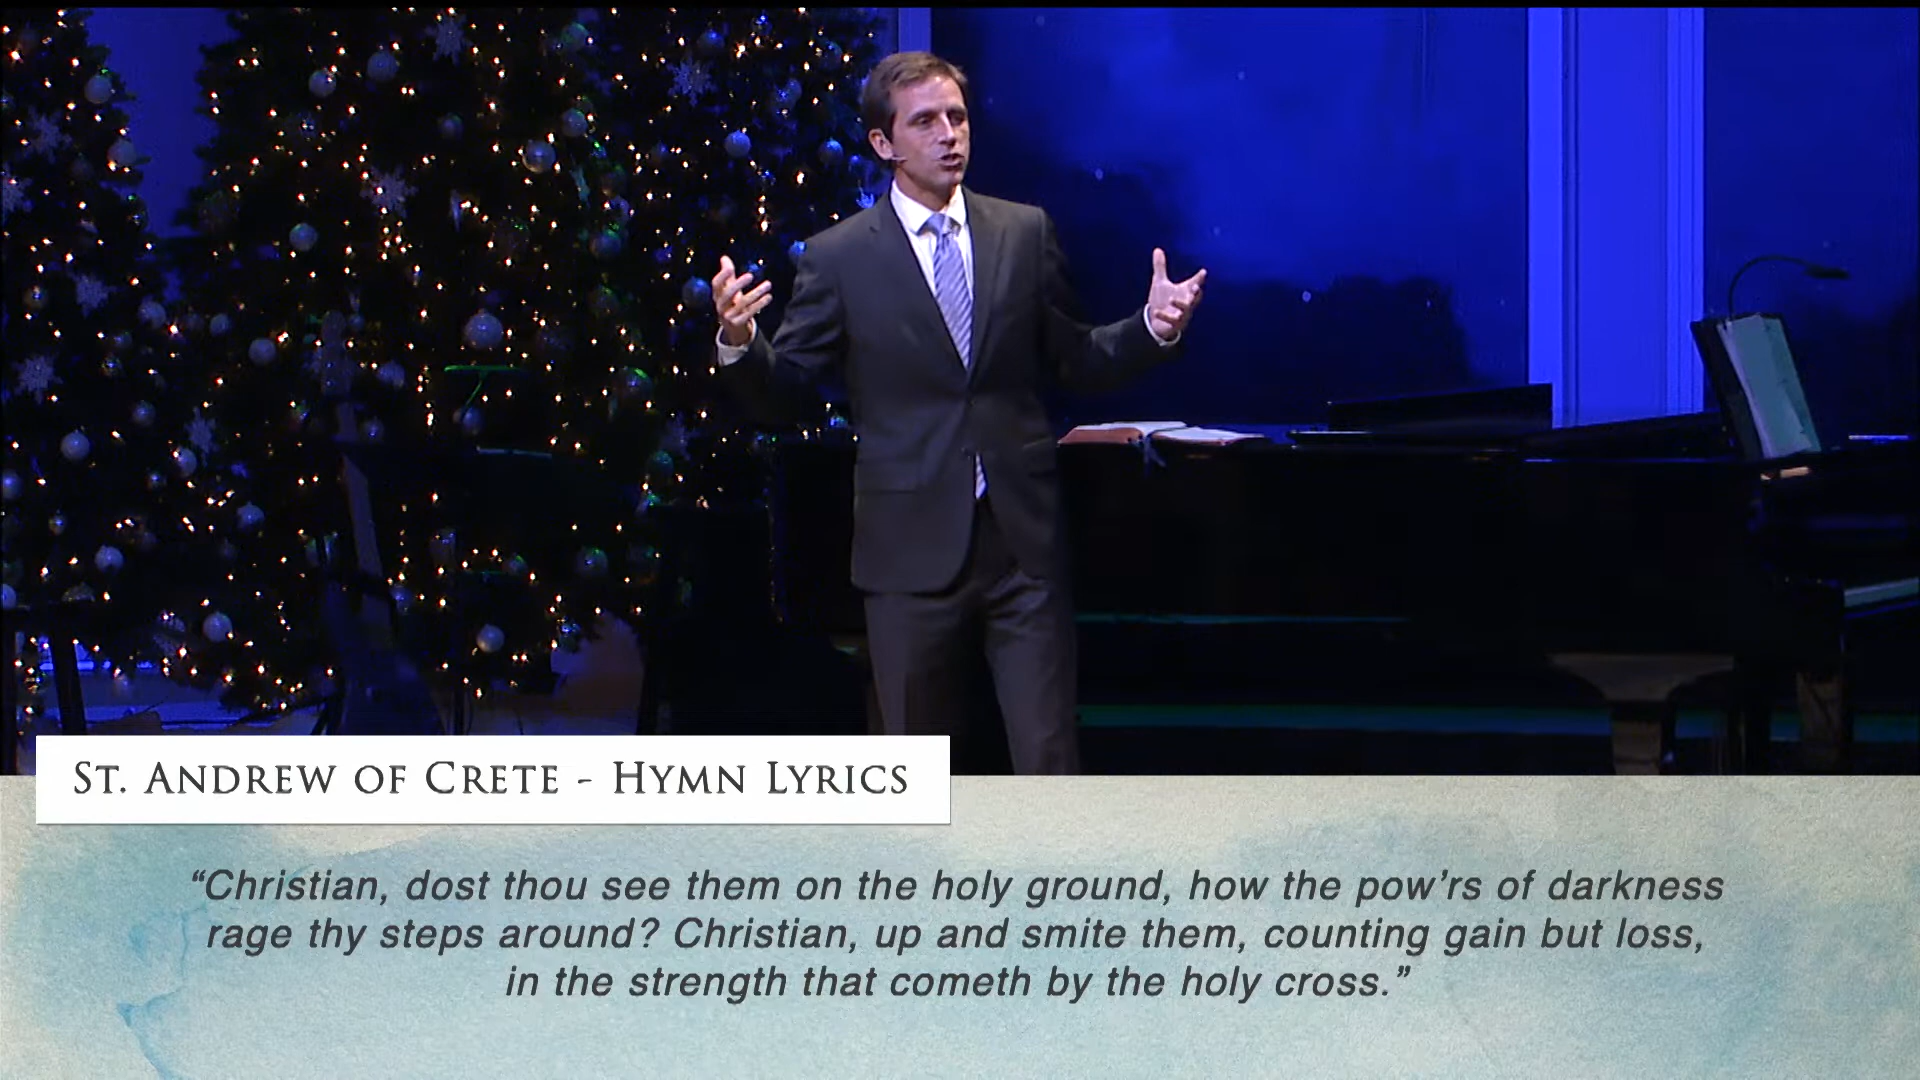 St. Andrew of Crete - Hymn Lyrics
“Christian, dost thou see them on the holy ground, how the pow’rs of darkness
rage thy steps around? Christian, up and smite them, counting gain but loss,
in the strength that cometh by the holy cross.”